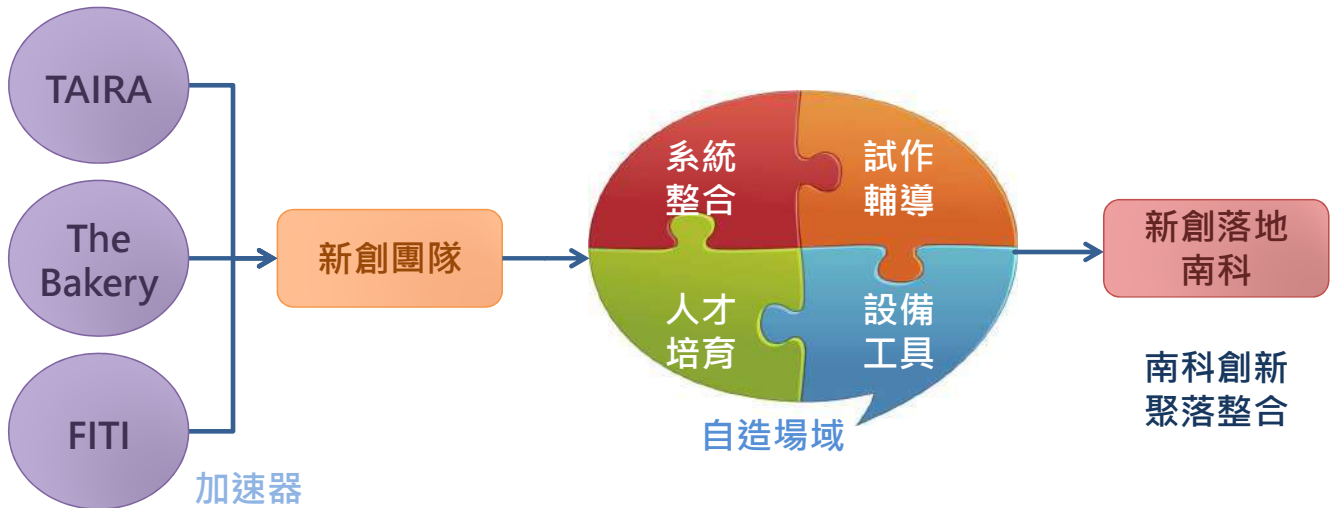 TAIRA
The
Bakery
FITI
加速器
新創團隊
系統
整合
試作
輔導
人才
培育
設備
工具
自造場域
新創落地
南科
南科創新
聚落整合